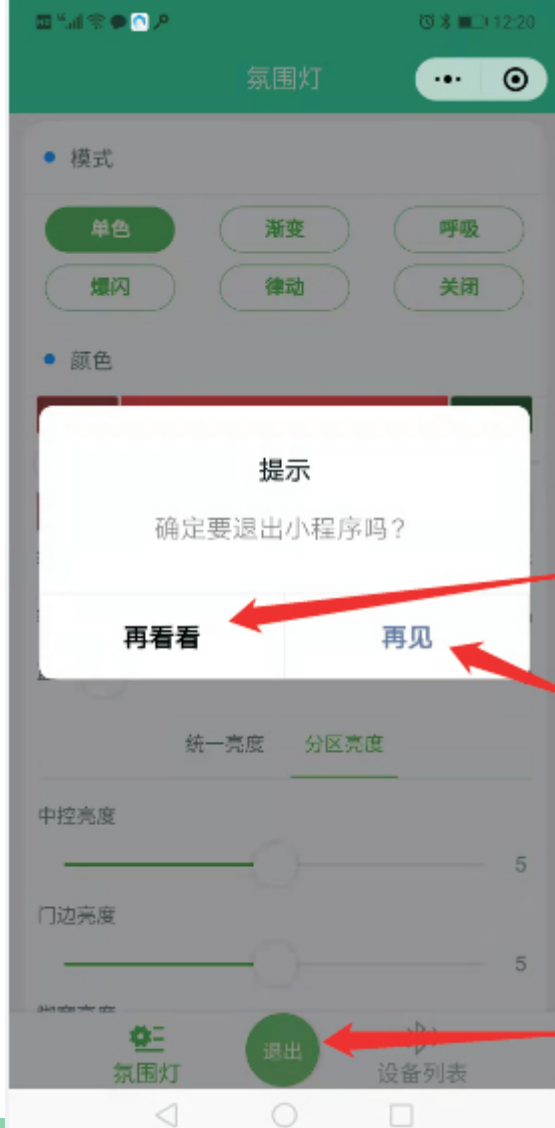 12:20
氛围灯
模式
单色 渐变 呼吸
爆闪 律动 关闭
颜色
提示
确定要退出小程序吗？
再看看 再见
统一亮度 分区亮度
中控亮度
5
门边亮度
5
氛围灯 退出 设备列表